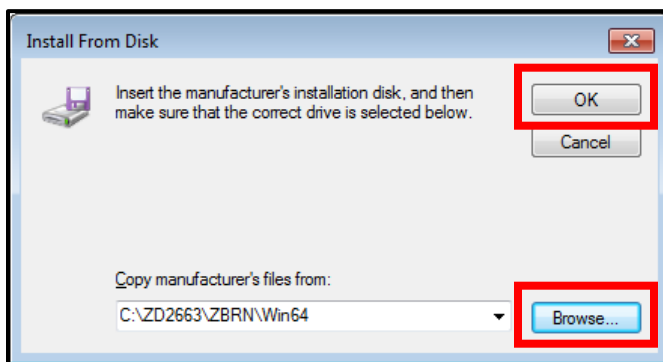 Install From Disk
Insert the manufacturer's installation disk, and then
make sure that the correct drive is selected below.
OK
Cancel
Copy manufacturer's files from:
C:\ZD2663\ZBRN\Win64
Browse...